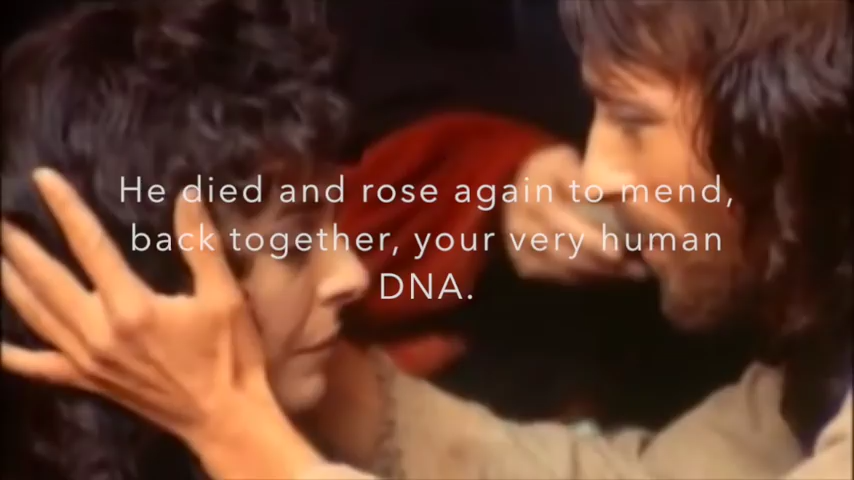 He died and rose again to mend,
back together, your very human
DNA.